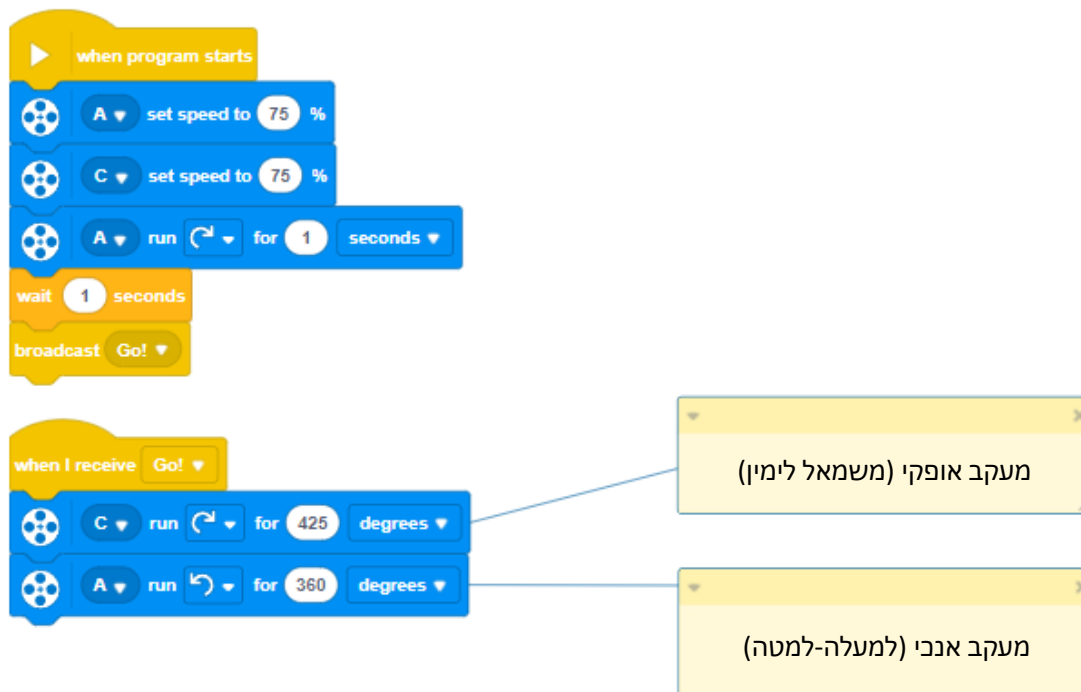 when program starts
A set speed to 75 %
C set speed to 75 %
A run for 1 seconds
wait 1 seconds
broadcast Go!
when I receive Go!
C run for 425 degrees
מעקב אופקי (משמאל לימין)
A run for 360 degrees
מעקב אנכי (למעלה-למטה)